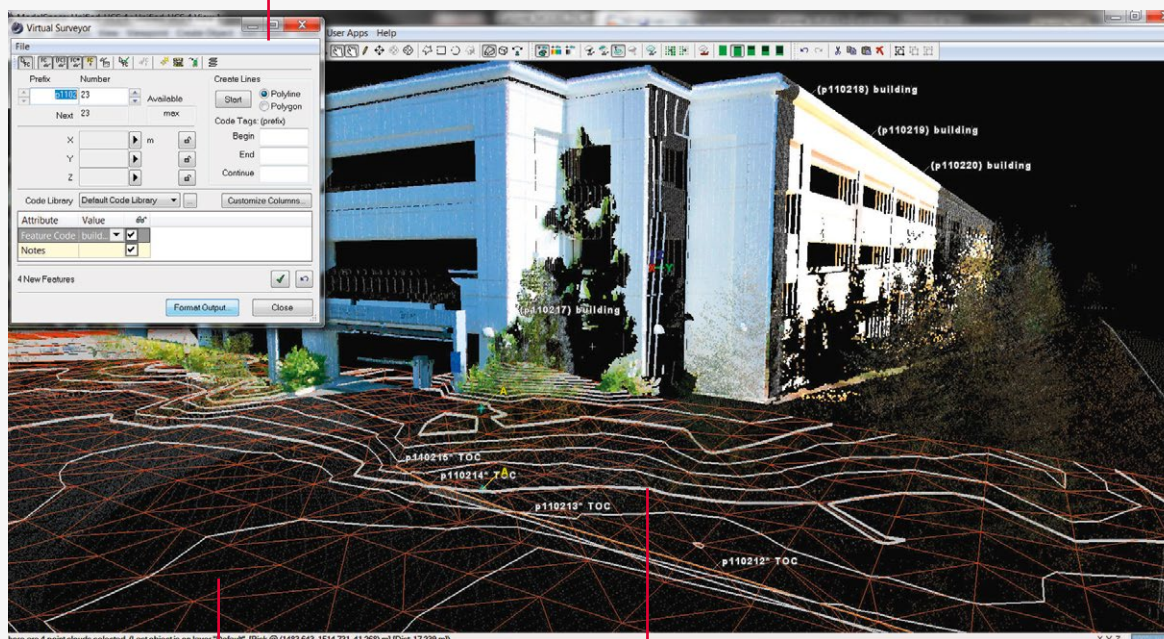 Virtual Surveyor
File
User Apps Help
Prefix Number
p1102 23
Available
Next 23 max
Create Lines
Start Polyline
Polygon
Code Tags: (prefix)
Begin
End
Continue
X m
Y
Z
Code Library Default Code Library ... Customize Columns...
Attribute Value
Feature Code build...
Notes
4 New Features
Format Output... Close
(p110218) building
(p110219) building
(p110220) building
(p110217) building
TOC
p110214* TOC
p110213* TOC
p110212* TOC
A
A